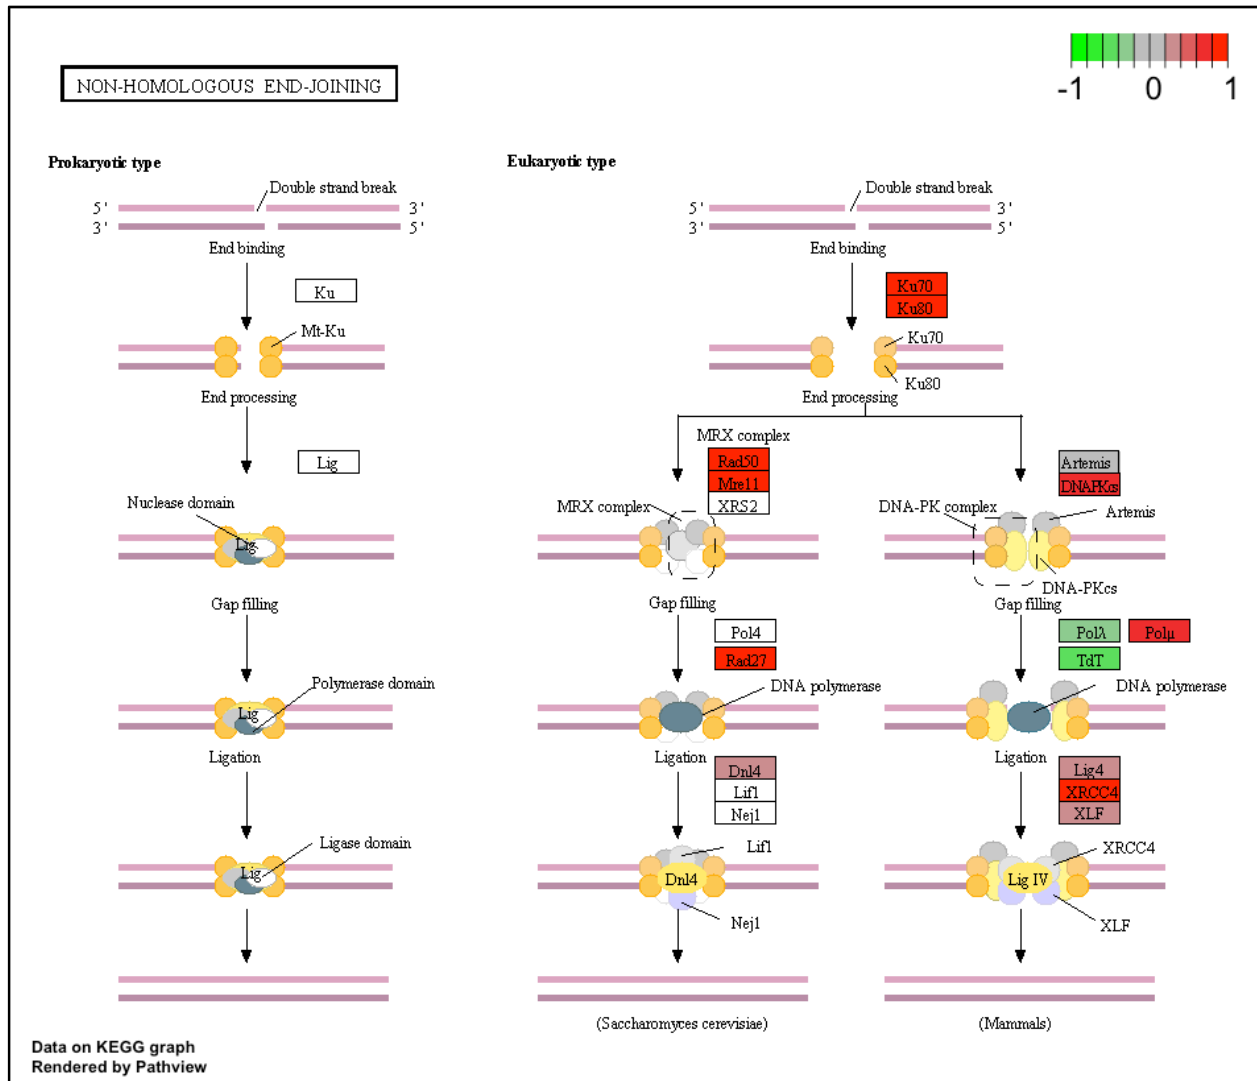 NON-HOMOLOGOUS END-JOINING
-1 0 1
Prokaryotic type
Double strand break
5' 3'
3' 5'
End binding
Ku
Mt-Ku
End processing
Lig
Nuclease domain
Lig
Gap filling
Polymerase domain
Lig
Ligation
Ligase domain
Lig
Eukaryotic type
Double strand break
5' 3'
3' 5'
End binding
Ku70
Ku80
Ku70
Ku80
End processing
MRX complex
Rad50
Mre11
XRS2
MRX complex
Gap filling
Pol4
Rad27
DNA polymerase
Ligation
Dnl4
Lif1
Nej1
Lif1
Dnl4
Nej1
(Saccharomyces cerevisiae)
Artemis
DNAPKcs
DNA-PK complex
Artemis
DNA-PKcs
Gap filling
Polλ Polμ
TdT
DNA polymerase
Ligation
Lig4
XRCC4
XLF
XRCC4
Lig IV
XLF
(Mammals)
Data on KEGG graph
Rendered by Pathview